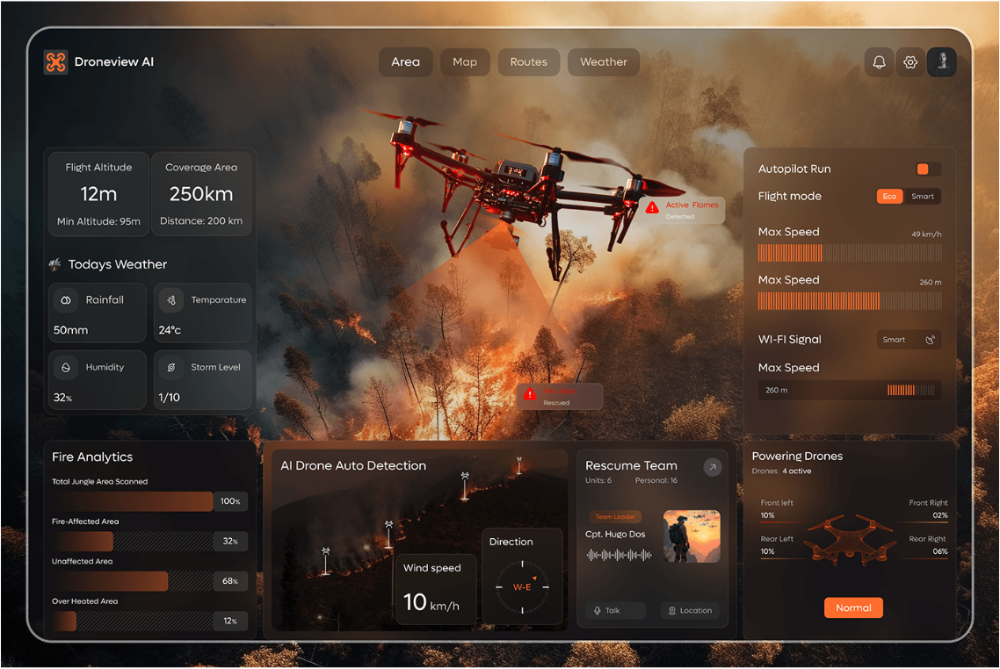 Droneview AI
Area
Map
Routes
Weather
Flight Altitude
12m
Min Altitude: 95m
Coverage Area
250km
Distance: 200 km
Todays Weather
Rainfall
50mm
Temparature
24°c
Humidity
32%
Storm Level
1/10
Active Flames
Detected
Rescued
Autopilot Run
Flight mode
Eco
Smart
Max Speed
49 km/h
Max Speed
260 m
WI-FI Signal
Smart
Max Speed
260 m
Fire Analytics
Total Jungle Area Scanned
100%
Fire-Affected Area
32%
Unaffected Area
68%
Over Heated Area
12%
AI Drone Auto Detection
Wind speed
10 km/h
Direction
W-E
Rescume Team
Units: 6 Personal: 16
Team Leader
Cpt. Hugo Dos
Talk
Location
Powering Drones
Drones 4 active
Front left
10%
Front Right
02%
Rear Left
10%
Rear Right
06%
Normal